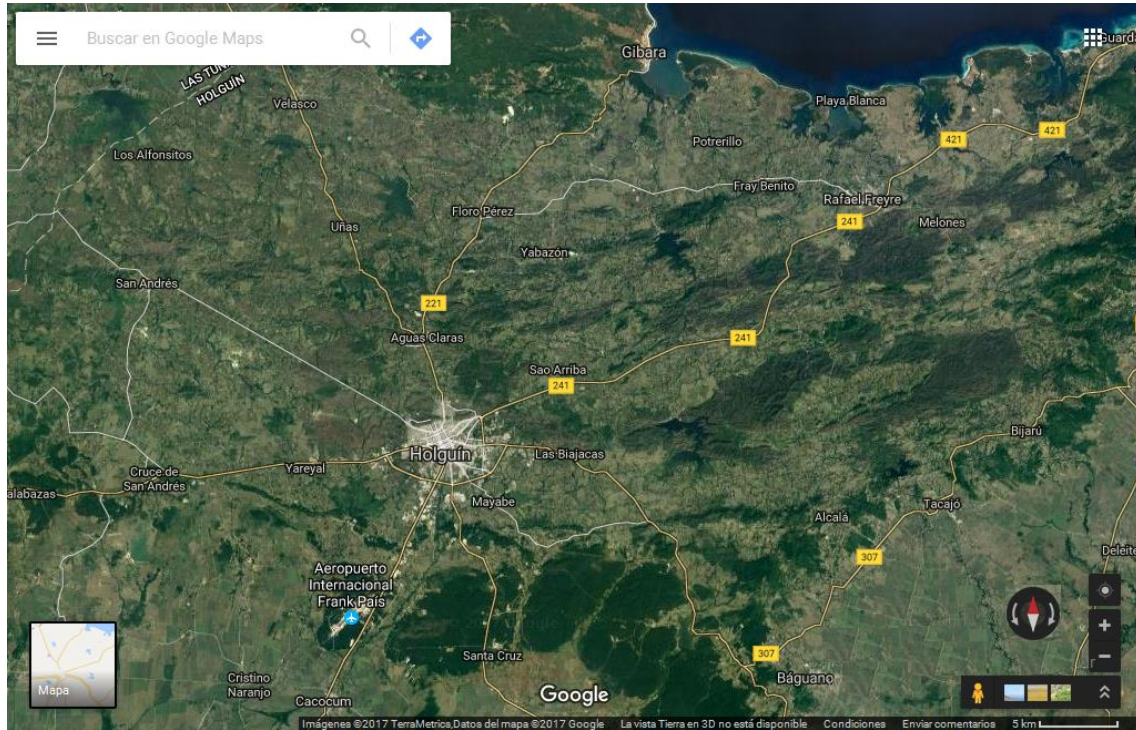 Buscar en Google Maps
Gibara
LAS
HOLGUÍN
Velasco
Playa Blanca
421
421
Potrerillo
Los Alfonsitos
Fray Benito
Rafael Freyre
Floro Pérez
241
Melones
Uñas
Yabazón
San Andrés
221
Aguas Claras
241
Sao Arriba
241
Bijarú
Holguín
Las Biajacas
Yareyal
Cruce de
San Andrés
alabazas
Mayabe
Tacajó
Alcalá
307
Deleite
Aeropuerto
Internacional
Frank País
Santa Cruz
307
Báguano
Cristino
Naranjo
Cacocum
Mapa
Google
Imágenes ©2017 TerraMetrics,Datos del mapa ©2017 Google La vista Tierra en 3D no está disponible Condiciones Enviar comentarios 5 km